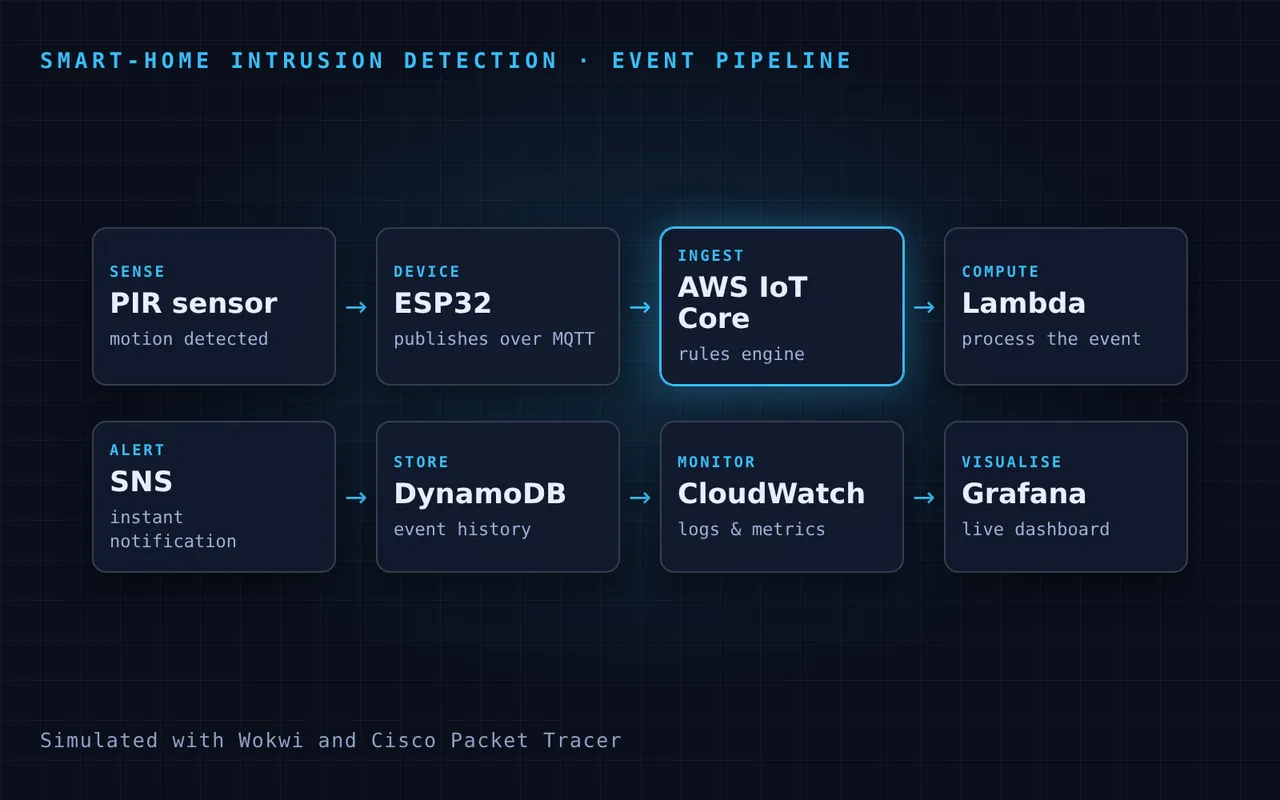 SMART-HOME INTRUSION DETECTION · EVENT PIPELINE
SENSE
PIR sensor
motion detected
→
DEVICE
ESP32
publishes over MQTT
→
INGEST
AWS IoT
Core
rules engine
→
COMPUTE
Lambda
process the event
ALERT
SNS
instant
notification
→
STORE
DynamoDB
event history
→
MONITOR
CloudWatch
logs & metrics
→
VISUALISE
Grafana
live dashboard
Simulated with Wokwi and Cisco Packet Tracer